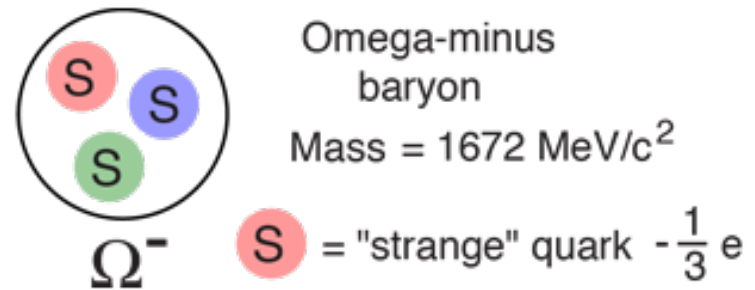 S
S
S
Ω⁻
Omega-minus
baryon
Mass = 1672 MeV/c²
S = "strange" quark - 1/3 e